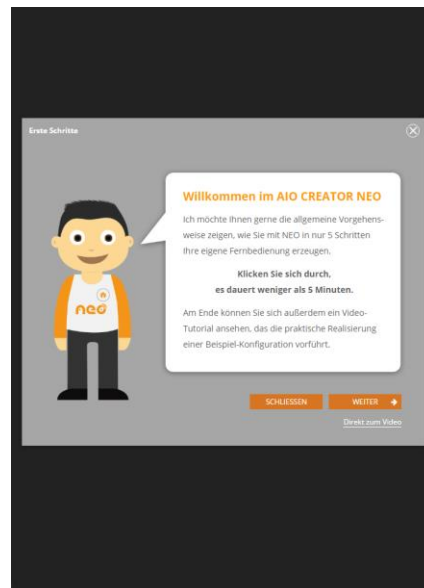 Erste Schritte
Willkommen im AIO CREATOR NEO
Ich möchte Ihnen gerne die allgemeine Vorgehens-
weise zeigen, wie Sie mit NEO in nur 5 Schritten
Ihre eigene Fernbedienung erzeugen.
Klicken Sie sich durch,
es dauert weniger als 5 Minuten.
Am Ende können Sie sich außerdem ein Video-
Tutorial ansehen, das die praktische Realisierung
einer Beispiel-Konfiguration vorführt.
neo
SCHLIESSEN
WEITER
Direkt zum Video